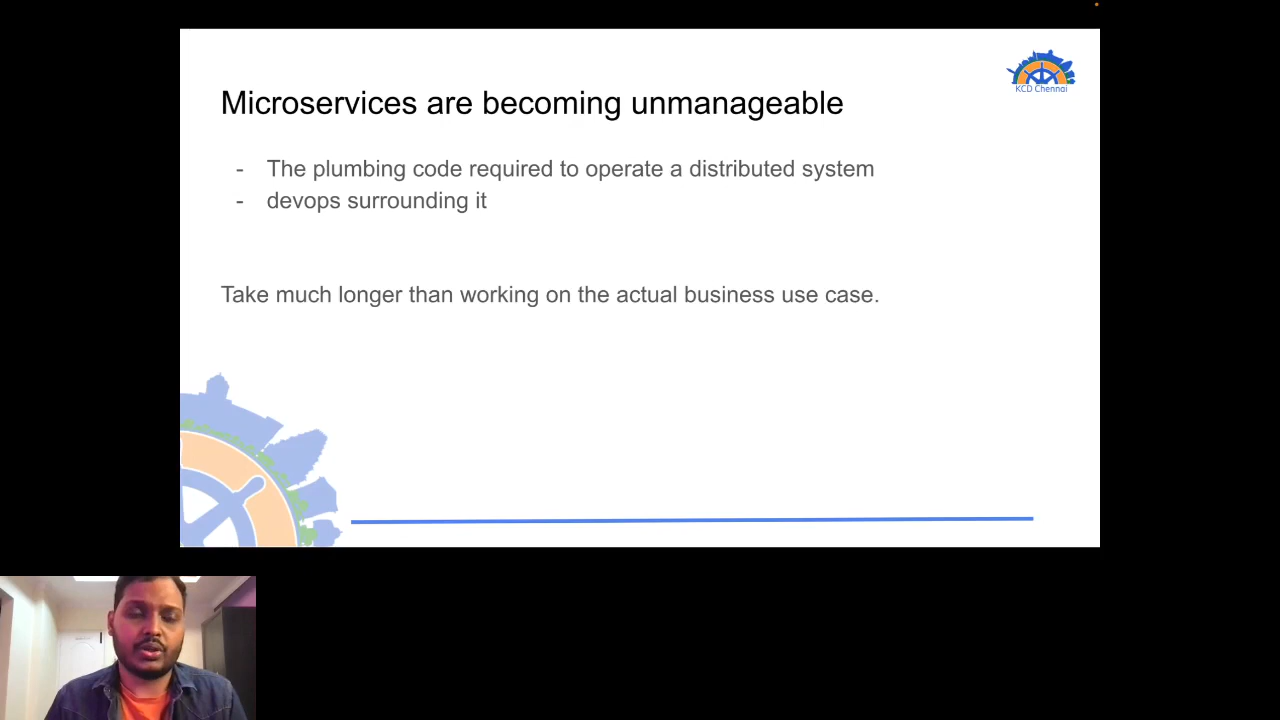 KCD Chennai
Microservices are becoming unmanageable
- The plumbing code required to operate a distributed system
- devops surrounding it
Take much longer than working on the actual business use case.